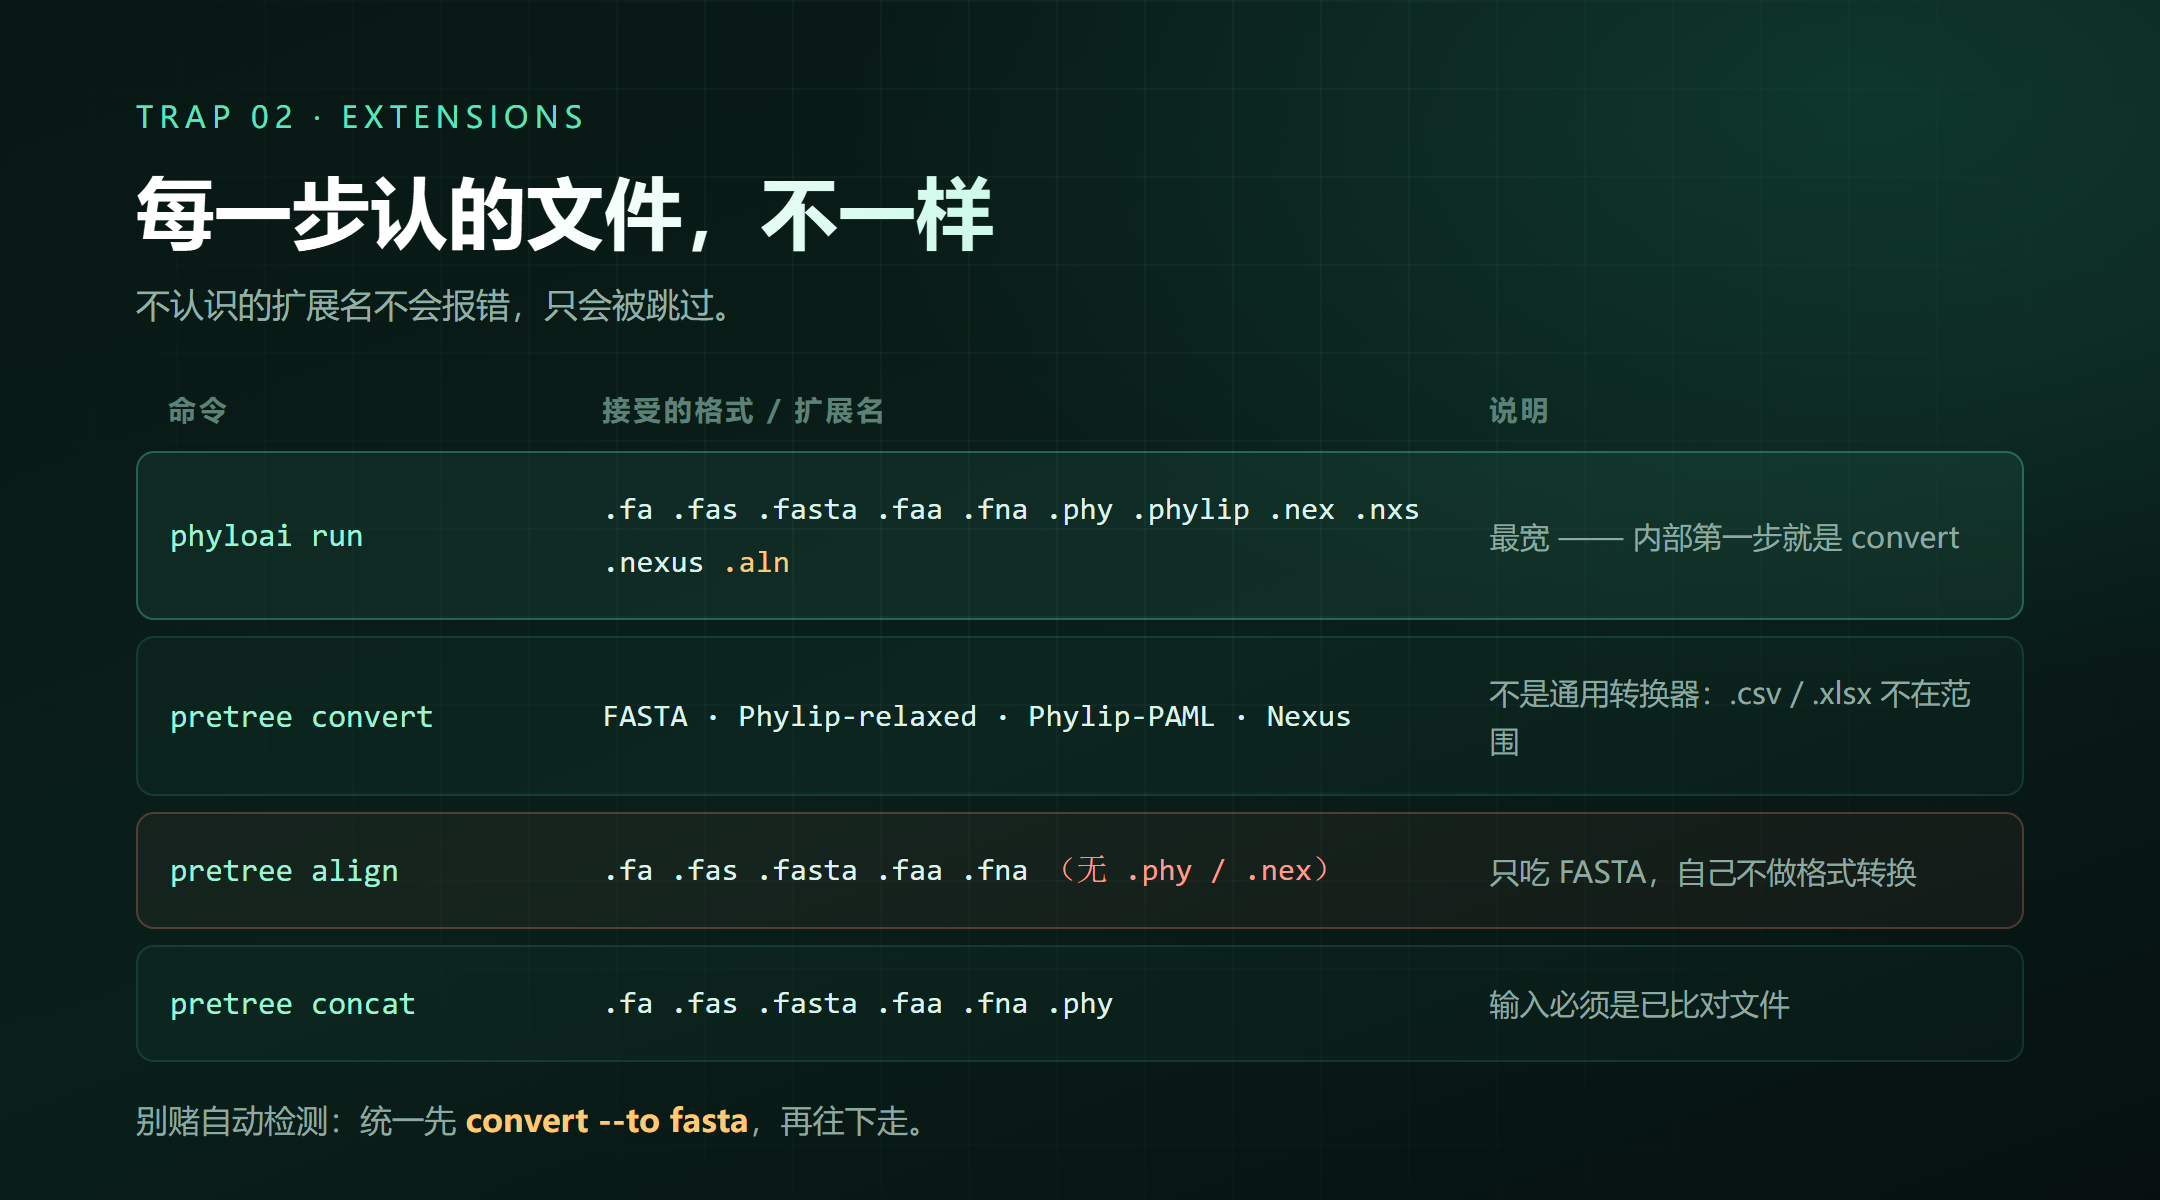 TRAP 02 · EXTENSIONS
每一步认的文件，不一样
不认识的扩展名不会报错，只会被跳过。
命令 接受的格式 / 扩展名 说明
phyloai run .fa .fas .fasta .faa .fna .phy .phylip .nex .nxs
.nexus .aln 最宽 —— 内部第一步就是 convert
pretree convert FASTA · Phylip-relaxed · Phylip-PAML · Nexus 不是通用转换器：.csv / .xlsx 不在范
围
pretree align .fa .fas .fasta .faa .fna （无 .phy / .nex） 只吃 FASTA，自己不做格式转换
pretree concat .fa .fas .fasta .faa .fna .phy 输入必须是已比对文件
别赌自动检测：统一先 convert --to fasta，再往下走。